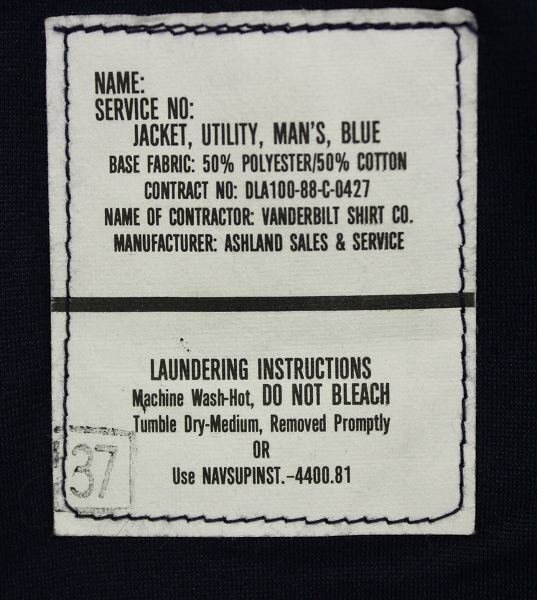 NAME:
SERVICE NO:
JACKET, UTILITY, MAN'S, BLUE
BASE FABRIC: 50% POLYESTER/50% COTTON
CONTRACT NO: DLA100-88-C-0427
NAME OF CONTRACTOR: VANDERBILT SHIRT CO.
MANUFACTURER: ASHLAND SALES & SERVICE
LAUNDERING INSTRUCTIONS
Machine Wash-Hot, DO NOT BLEACH
Tumble Dry-Medium, Removed Promptly
OR
Use NAVSUPINST.-4400.81
37